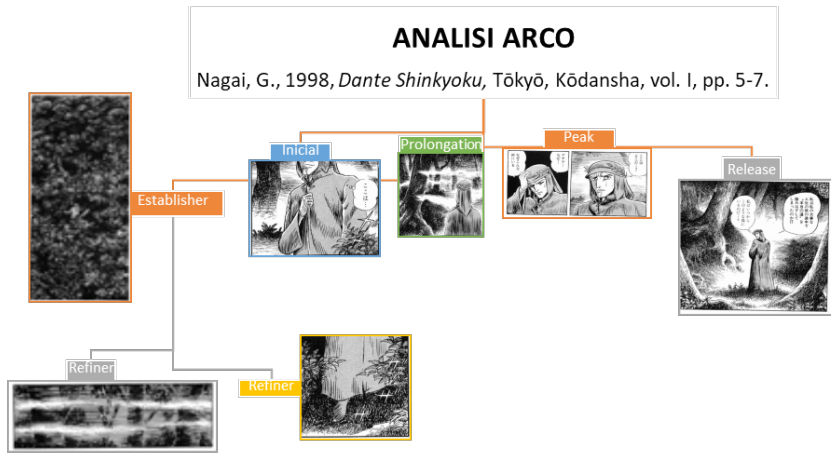 ANALISI ARCO
Nagai, G., 1998, Dante Shinkyoku, Tōkyō, Kōdansha, vol. I, pp. 5-7.
Inicial
Prolongation
Peak
Release
Establisher
Refiner
Refiner